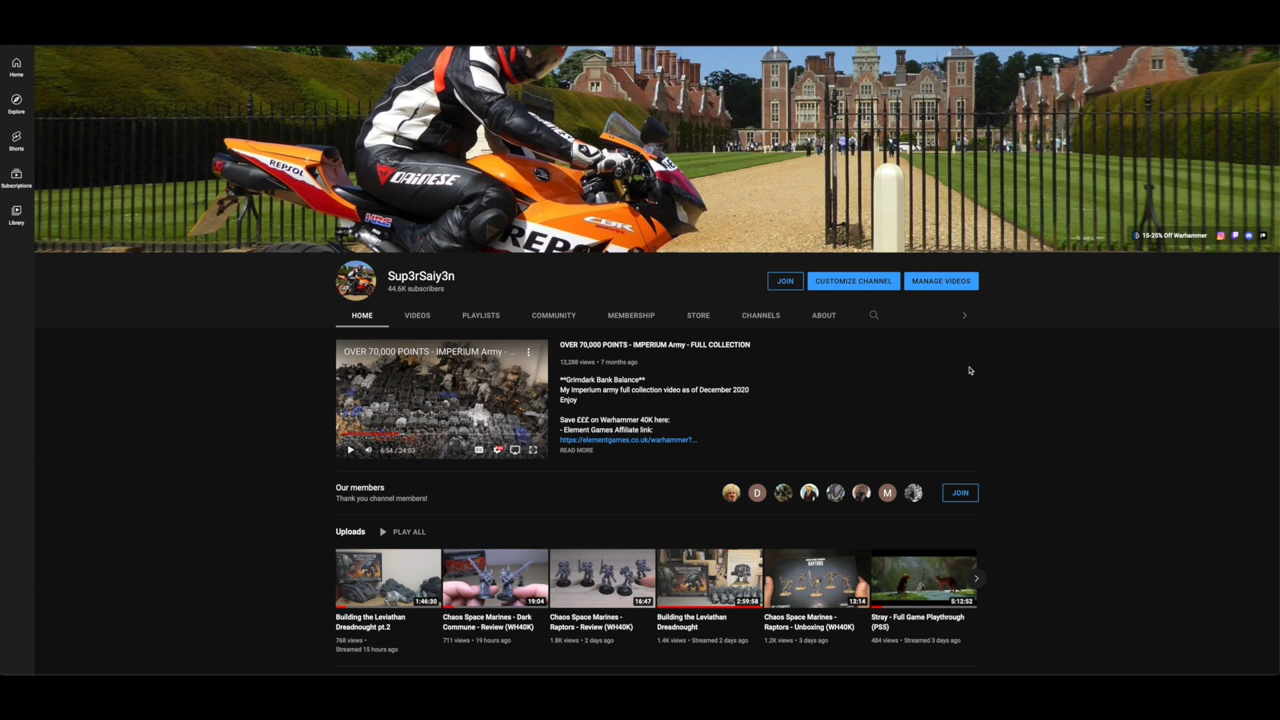 Home
Explore
Shorts
Subscriptions
Library
REPSOL
DAINESE
DAINESE
HRC
CBR
REPSO
15-25% Off Warhammer
Sup3rSaiy3n
44.6K subscribers
JOIN
CUSTOMIZE CHANNEL
MANAGE VIDEOS
HOME
VIDEOS
PLAYLISTS
COMMUNITY
MEMBERSHIP
STORE
CHANNELS
ABOUT
OVER 70,000 POINTS - IMPERIUM Army - ...
6:54 / 24:03
OVER 70,000 POINTS - IMPERIUM Army - FULL COLLECTION
12,288 views • 7 months ago
**Grimdark Bank Balance**
My Imperium army full collection video as of December 2020
Enjoy
Save £££ on Warhammer 40K here:
- Element Games Affiliate link:
https://elementgames.co.uk/warhammer?...
READ MORE
Our members
Thank you channel members!
D
M
JOIN
Uploads
PLAY ALL
1:46:30
Building the Leviathan
Dreadnought pt.2
768 views •
Streamed 15 hours ago
19:04
Chaos Space Marines - Dark
Commune - Review (WH40K)
711 views • 19 hours ago
16:47
Chaos Space Marines -
Raptors - Review (WH40K)
1.8K views • 2 days ago
2:59:58
Building the Leviathan
Dreadnought
1.4K views • Streamed 2 days ago
RAPTORS
13:14
Chaos Space Marines -
Raptors - Unboxing (WH40K)
1.2K views • 3 days ago
5:12:52
Stray - Full Game Playthrough
(PS5)
484 views • Streamed 3 days ago